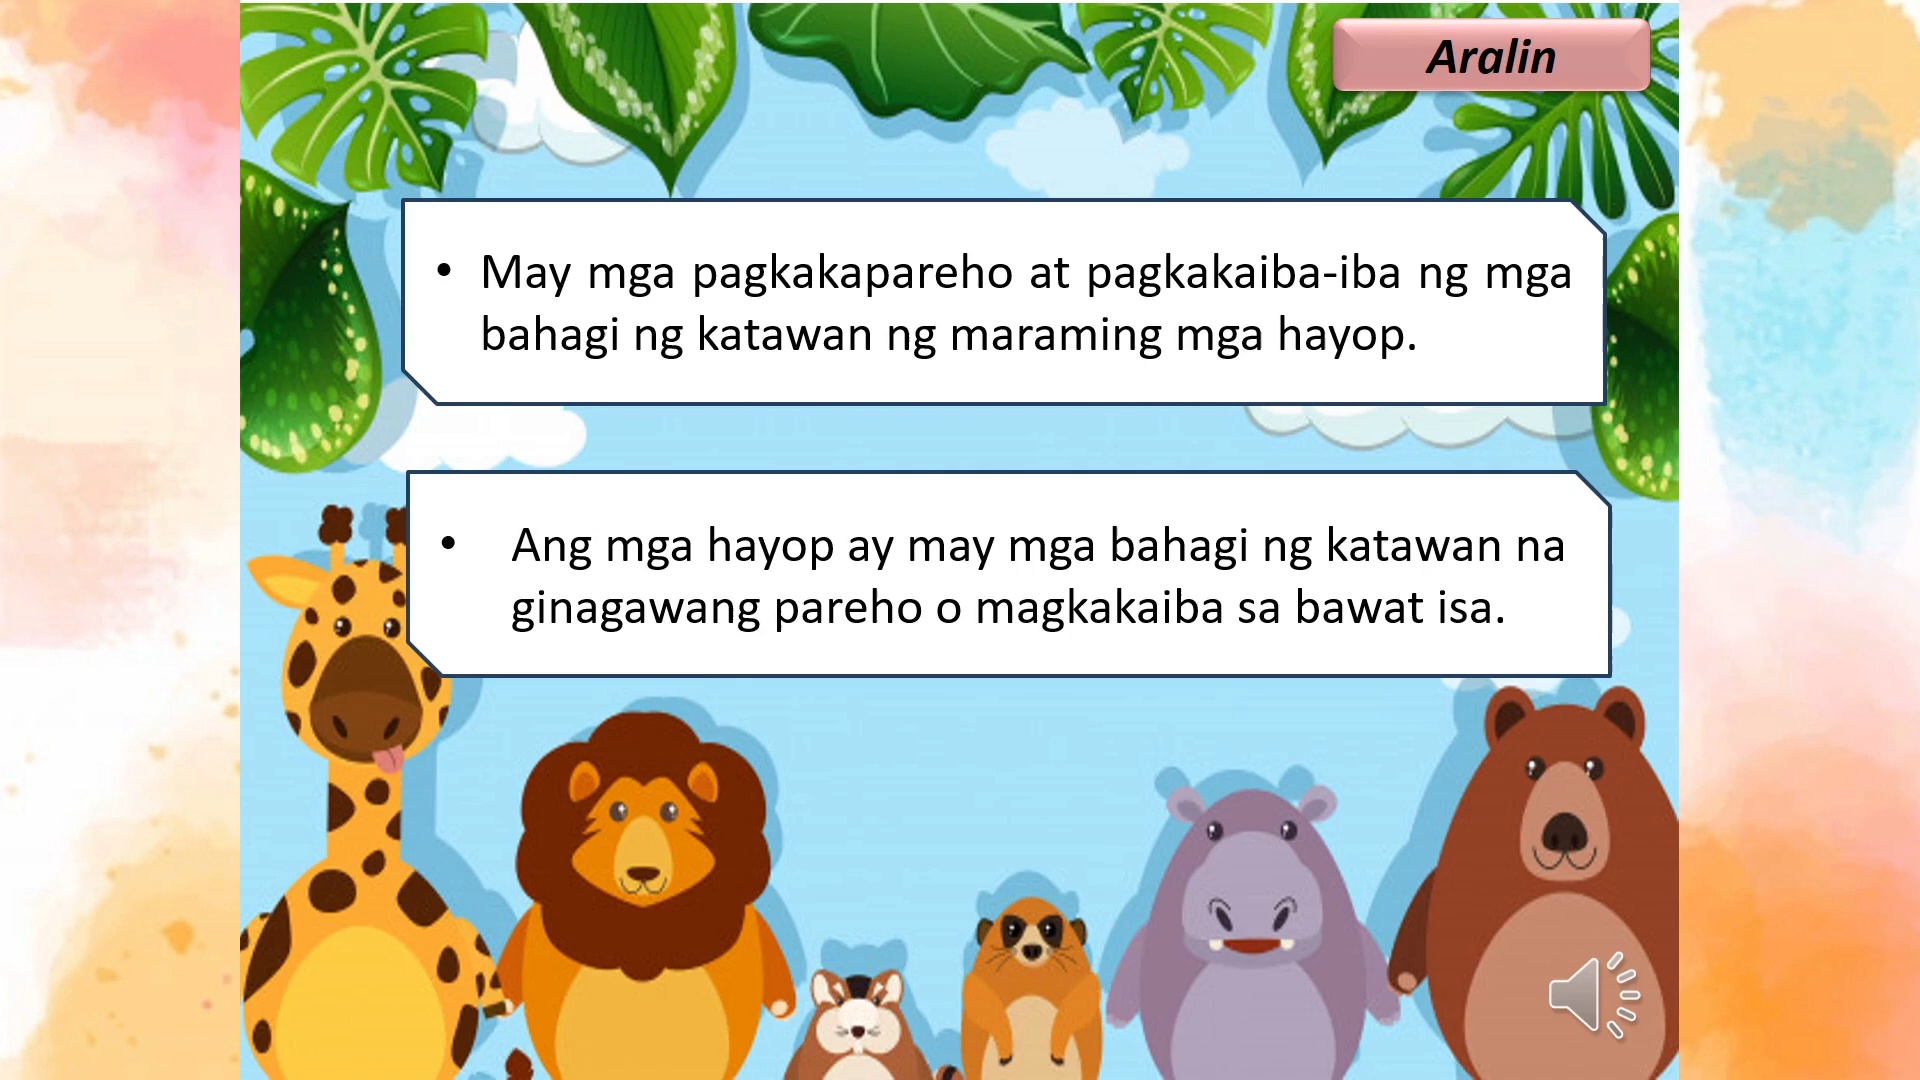 Aralin
• May mga pagkakapareho at pagkakaiba-iba ng mga
bahagi ng katawan ng maraming mga hayop.
• Ang mga hayop ay may mga bahagi ng katawan na
ginagawang pareho o magkakaiba sa bawat isa.